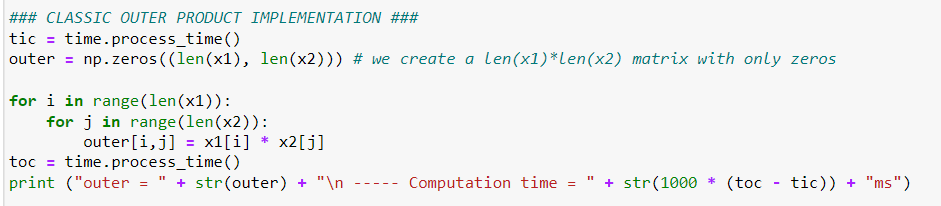 ### CLASSIC OUTER PRODUCT IMPLEMENTATION ###
tic = time.process_time()
outer = np.zeros((len(x1), len(x2))) # we create a len(x1)*len(x2) matrix with only zeros

for i in range(len(x1)):
    for j in range(len(x2)):
        outer[i,j] = x1[i] * x2[j]
toc = time.process_time()
print ("outer = " + str(outer) + "\n ----- Computation time = " + str(1000 * (toc - tic)) + "ms")